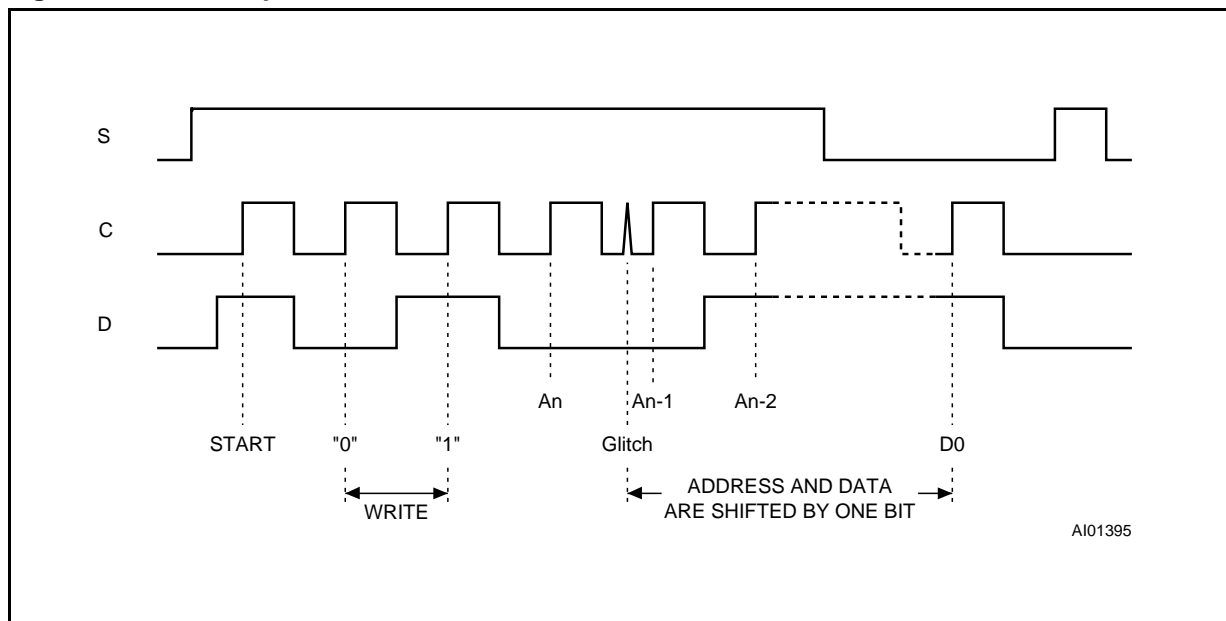 S
C
D
An An-1 An-2
START "0" "1" Glitch D0
WRITE
ADDRESS AND DATA
ARE SHIFTED BY ONE BIT
AI01395